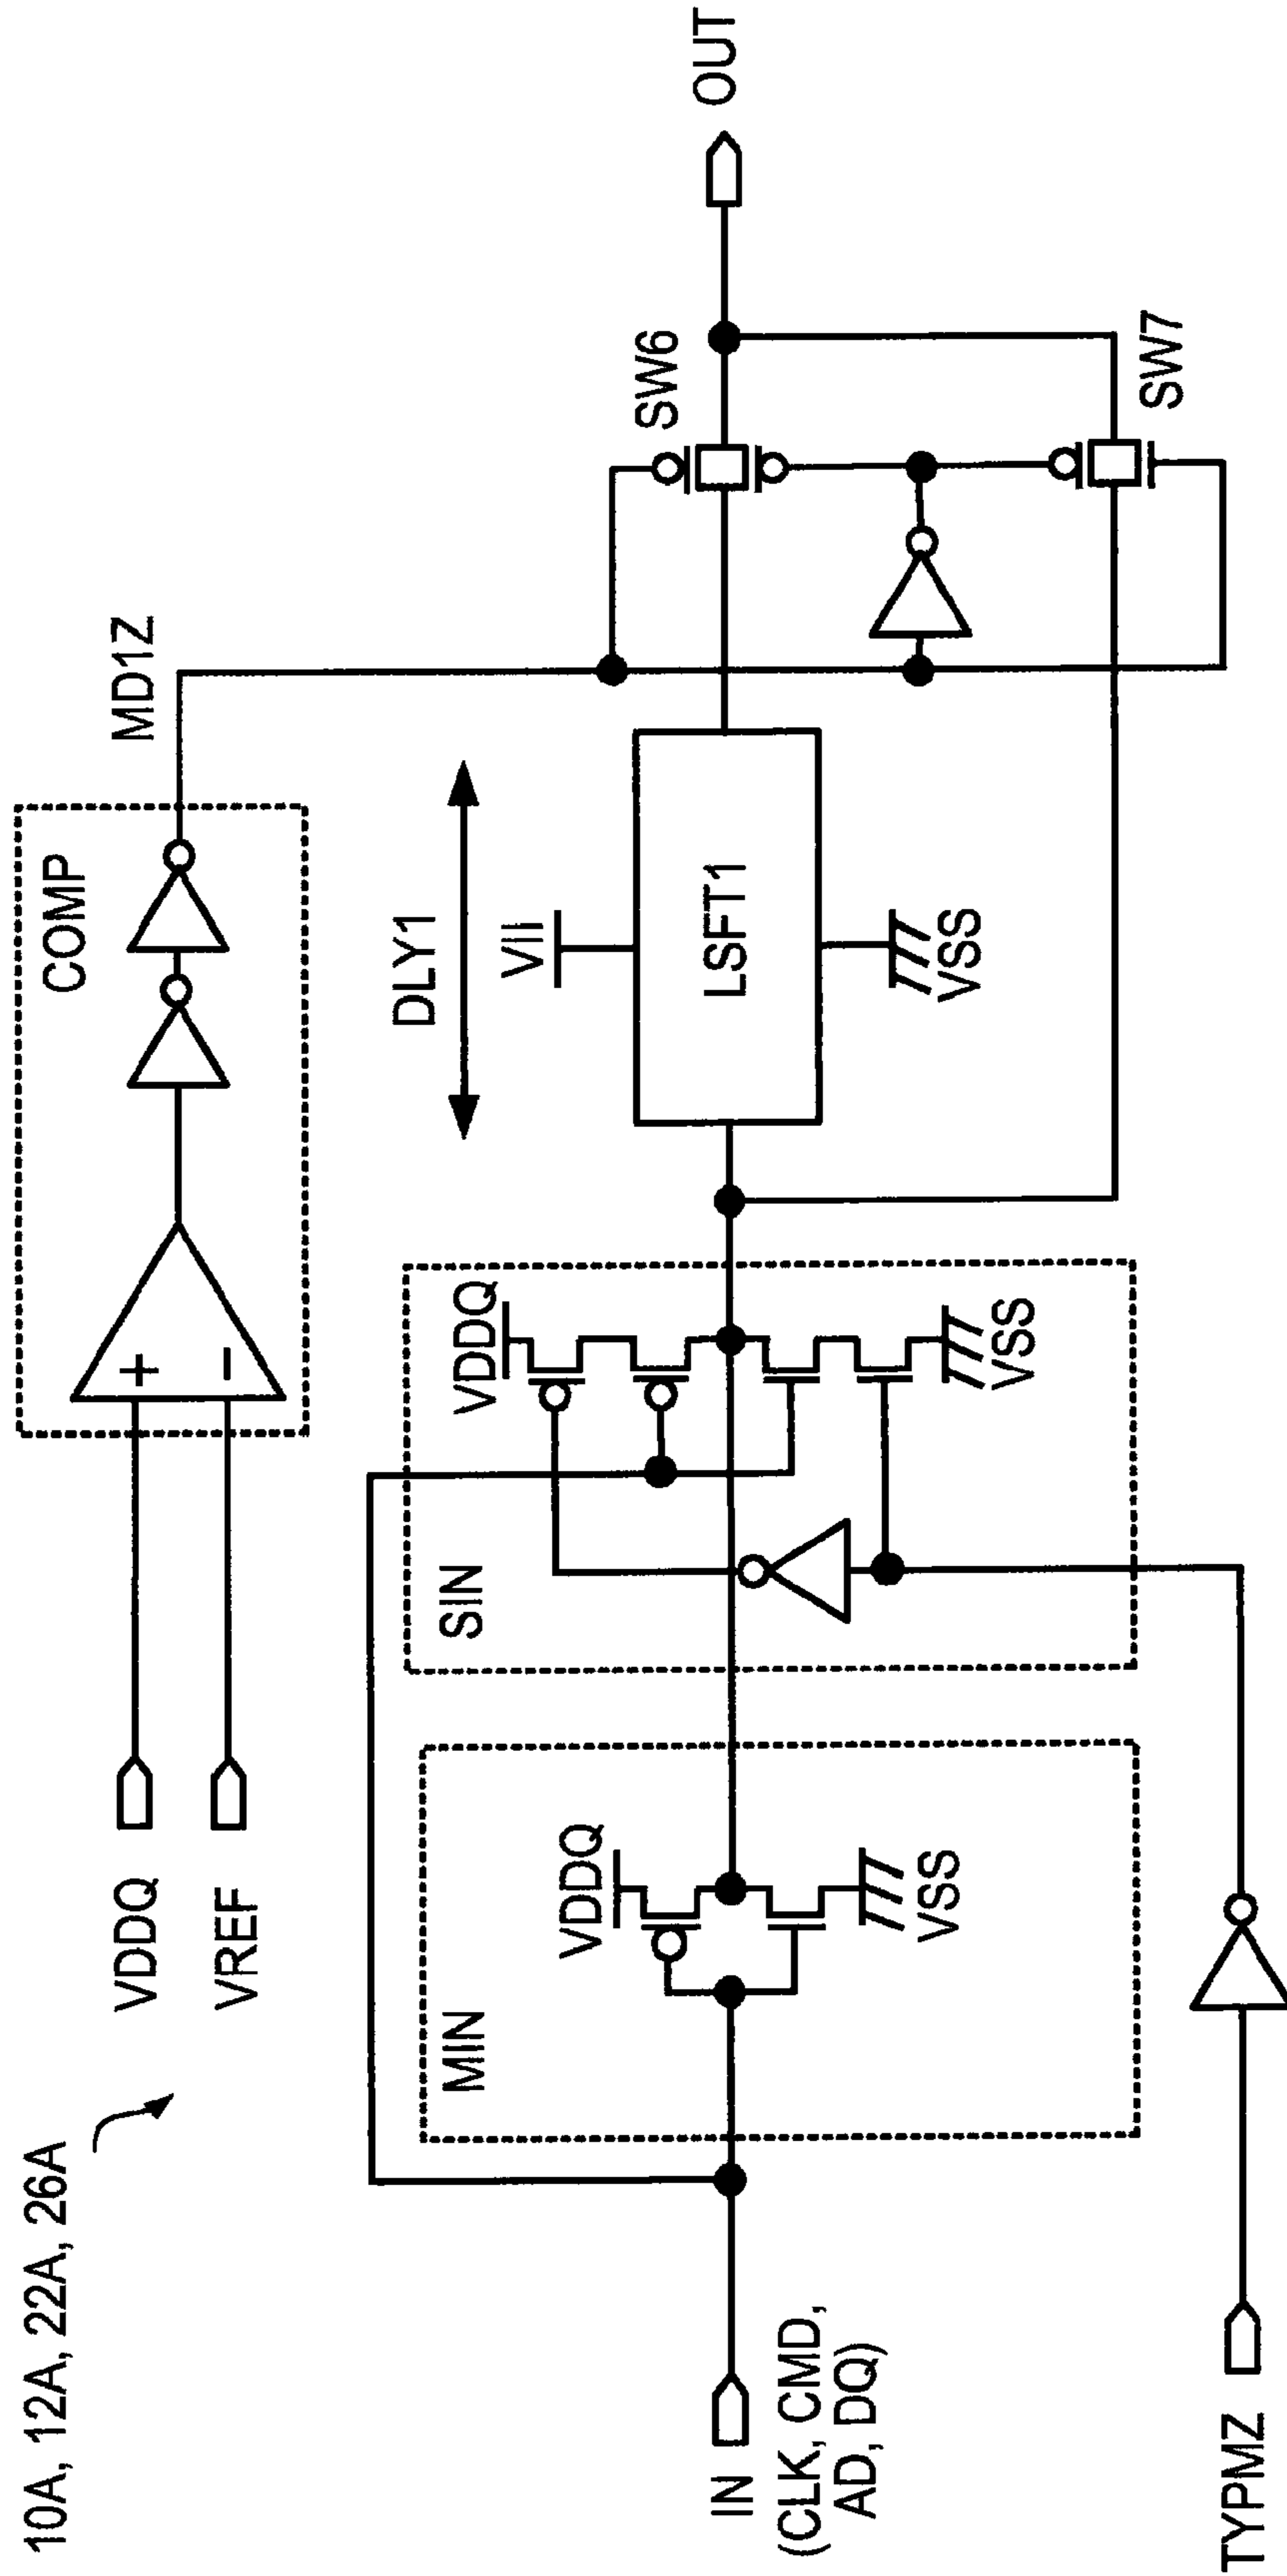 10A, 12A, 22A, 26A
VDDQ
VREF
+
−
COMP
MD1Z
IN
(CLK, CMD,
AD, DQ)
MIN
VDDQ
VSS
SIN
VDDQ
VSS
DLY1
VII
LSFT1
VSS
SW6
OUT
SW7
TYPMZ